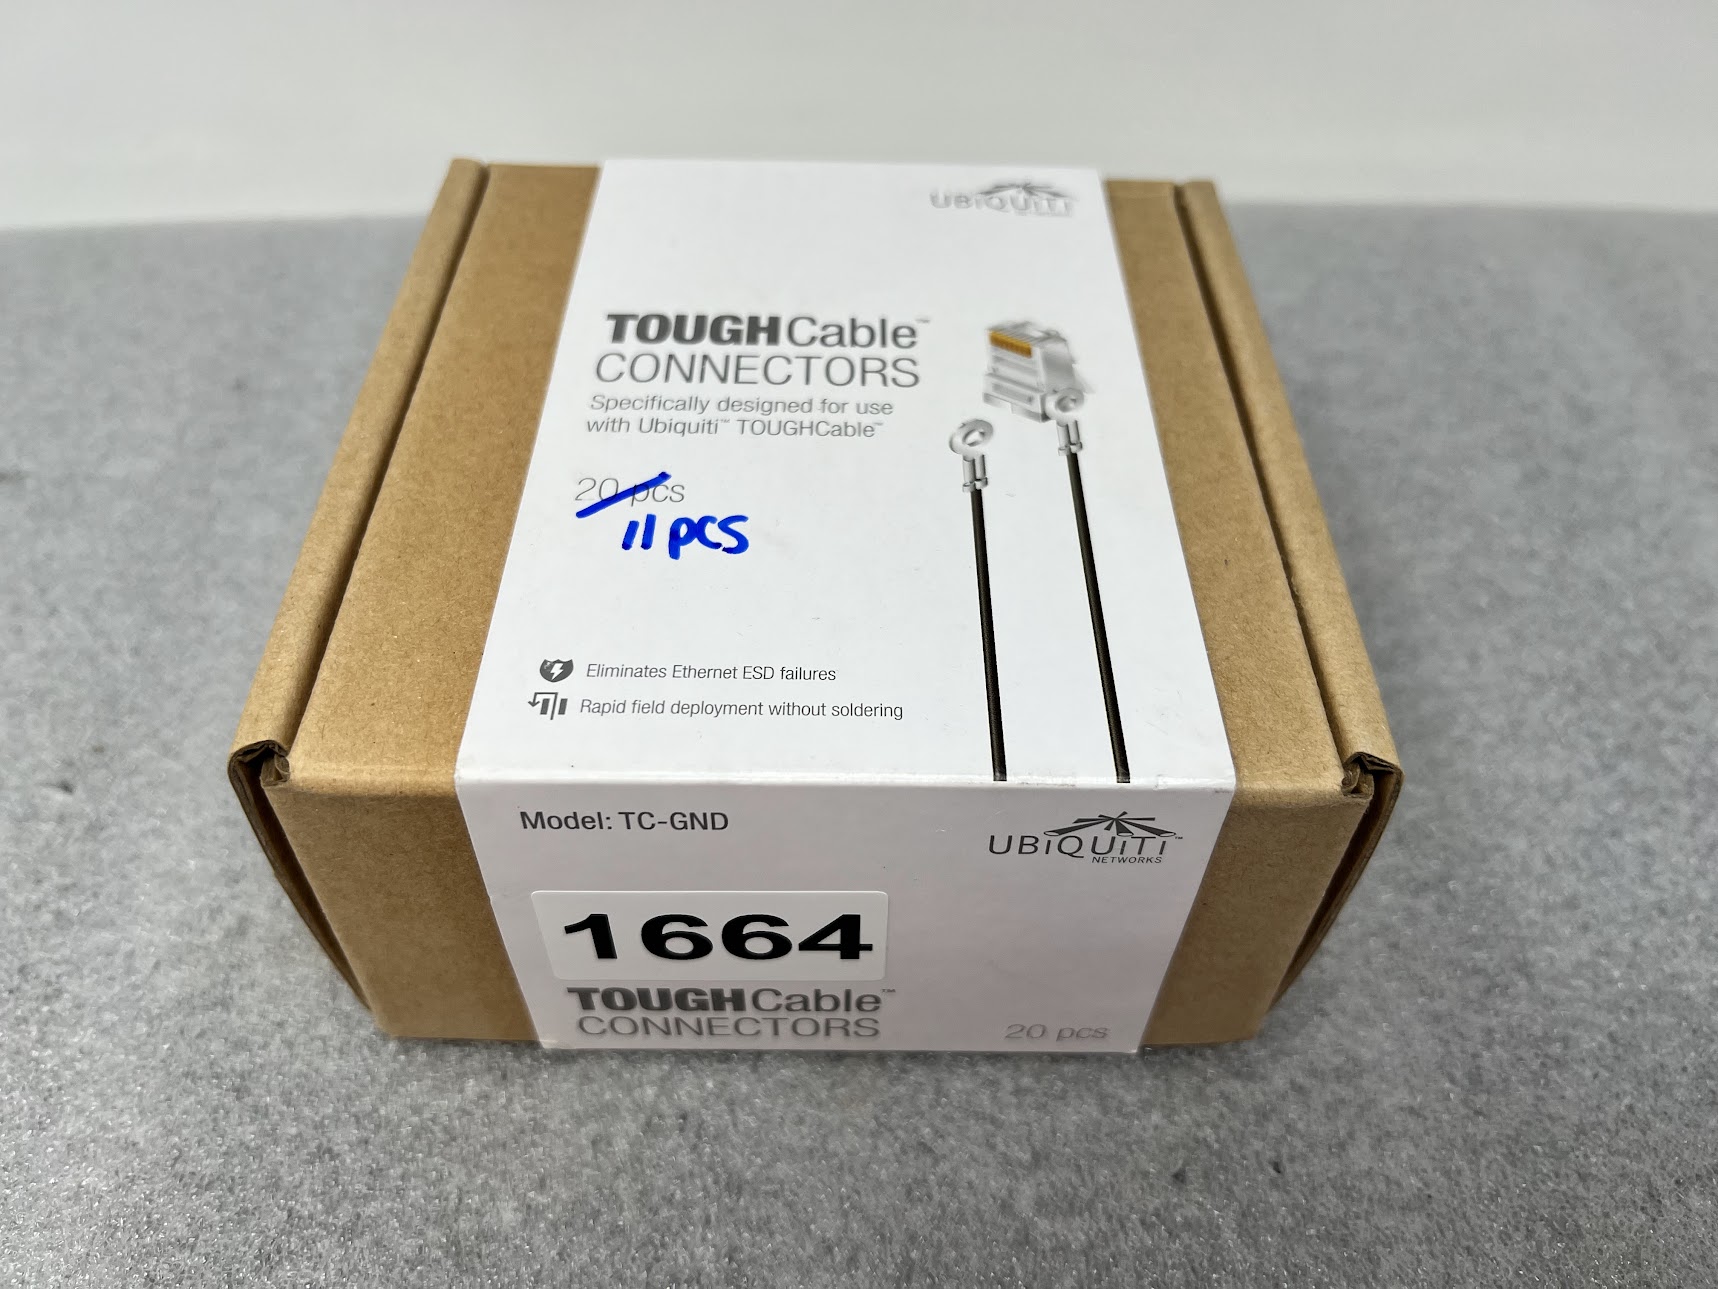 UBiQUiTi
TOUGHCable™
CONNECTORS
Specifically designed for use
with Ubiquiti™ TOUGHCable™
20 pcs
11 pcs
Eliminates Ethernet ESD failures
Rapid field deployment without soldering
Model: TC-GND
UBiQUiTi™
NETWORKS
1664
TOUGHCable™
CONNECTORS
20 pcs